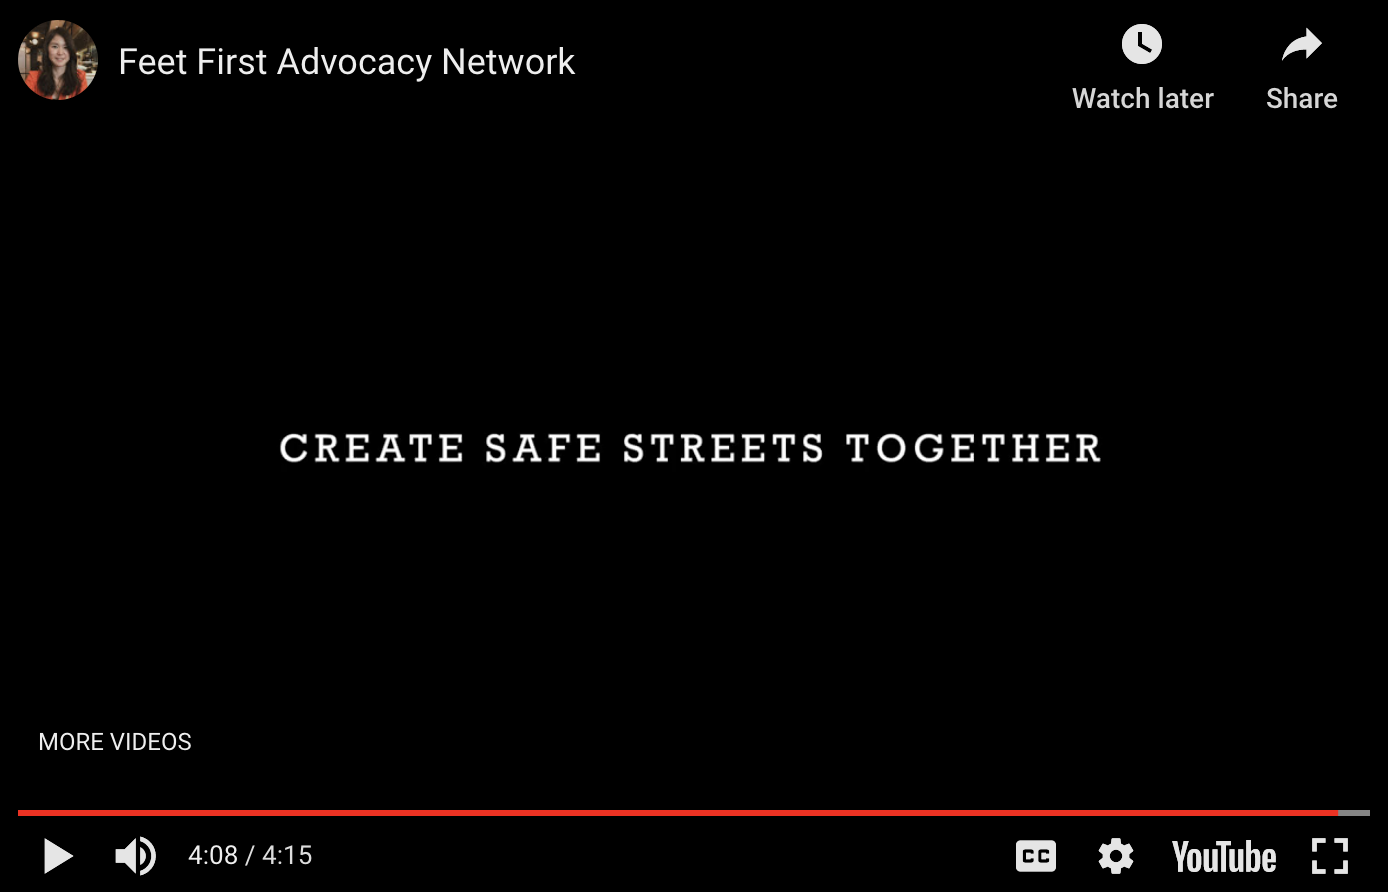 Feet First Advocacy Network
Watch later
Share
CREATE SAFE STREETS TOGETHER
MORE VIDEOS
4:08 / 4:15
CC
YouTube